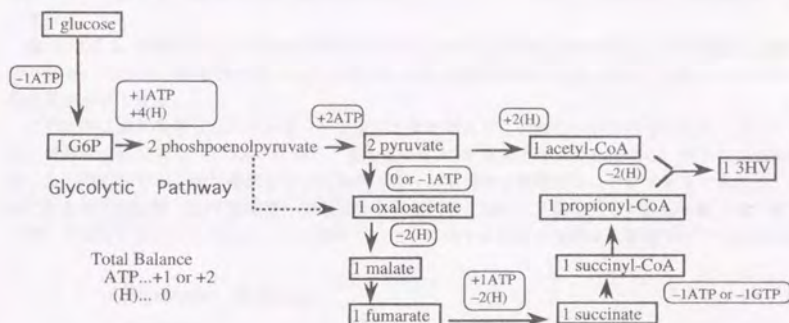 1 glucose
−1ATP
+1ATP
+4(H)
+2ATP
+2(H)
1 G6P
2 phoshpoenolpyruvate
2 pyruvate
1 acetyl-CoA
−2(H)
1 3HV
Glycolytic Pathway
0 or −1ATP
1 oxaloacetate
1 propionyl-CoA
−2(H)
Total Balance
ATP...+1 or +2
(H)... 0
1 malate
1 succinyl-CoA
+1ATP
−2(H)
−1ATP or −1GTP
1 fumarate
1 succinate